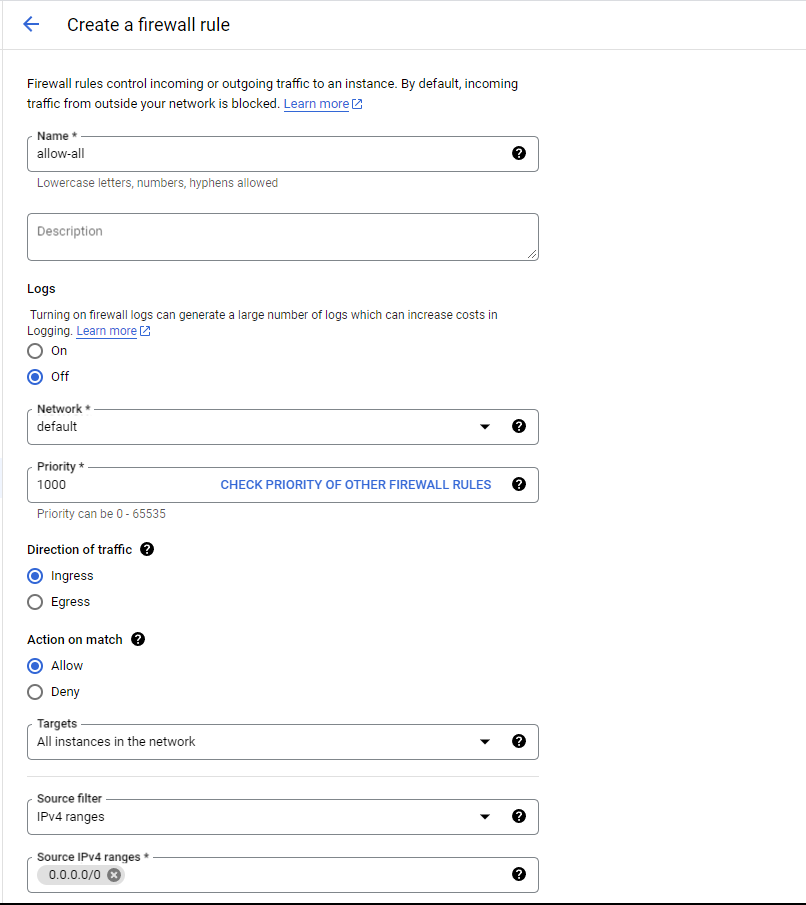 Create a firewall rule
Firewall rules control incoming or outgoing traffic to an instance. By default, incoming
traffic from outside your network is blocked. Learn more
Name *
allow-all
Lowercase letters, numbers, hyphens allowed
Description
Logs
Turning on firewall logs can generate a large number of logs which can increase costs in
Logging. Learn more
On
Off
Network *
default
Priority *
1000 CHECK PRIORITY OF OTHER FIREWALL RULES
Priority can be 0 - 65535
Direction of traffic
Ingress
Egress
Action on match
Allow
Deny
Targets
All instances in the network
Source filter
IPv4 ranges
Source IPv4 ranges *
0.0.0.0/0